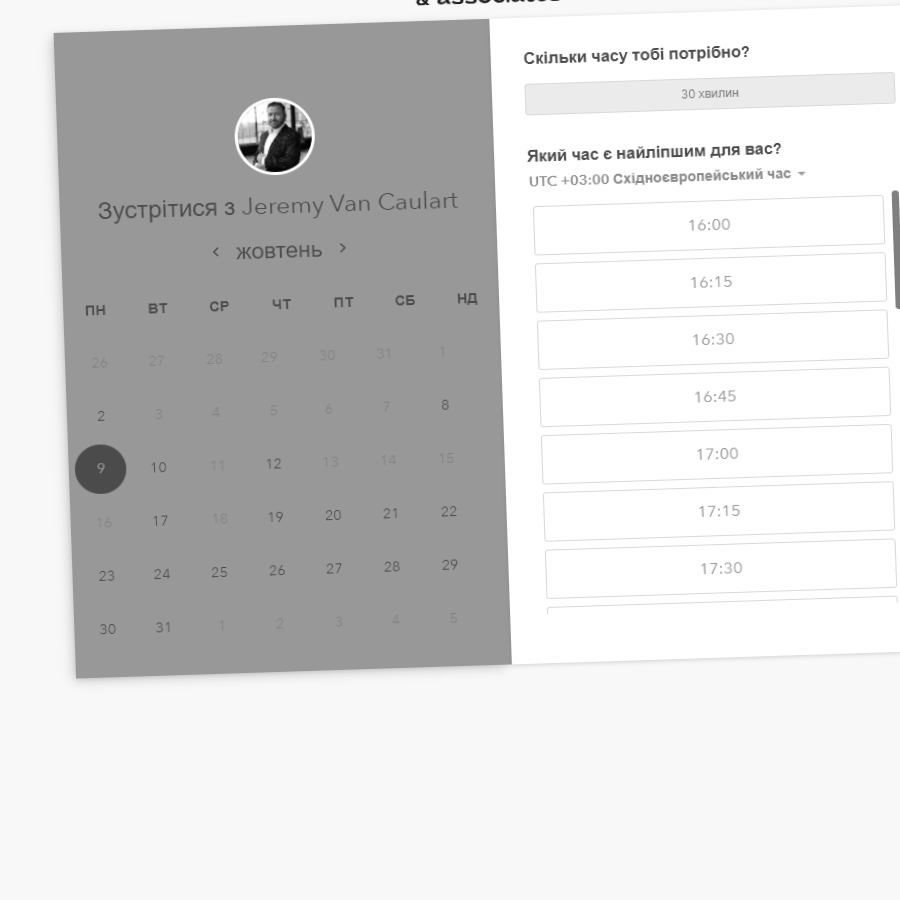 & associates
Зустрітися з Jeremy Van Caulart
жовтень
ПН ВТ СР ЧТ ПТ СБ НД
26 27 28 29 30 31 1
2 3 4 5 6 7 8
9 10 11 12 13 14 15
16 17 18 19 20 21 22
23 24 25 26 27 28 29
30 31 1 2 3 4 5
Скільки часу тобі потрібно?
30 хвилин
Який час є найліпшим для вас?
UTC +03:00 Східноєвропейський час
16:00
16:15
16:30
16:45
17:00
17:15
17:30